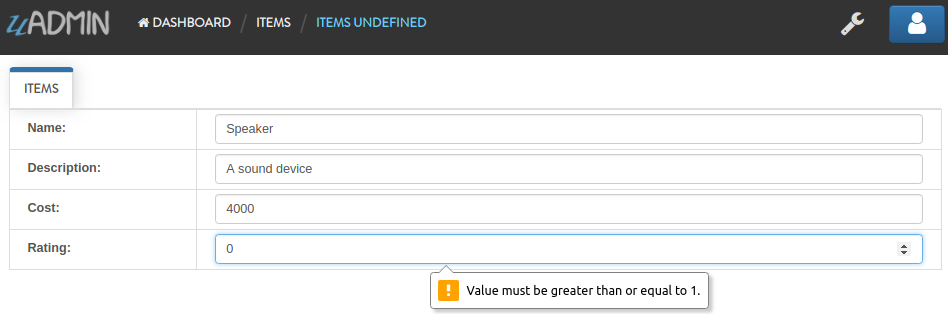 uADMIN DASHBOARD / ITEMS / ITEMS UNDEFINED
ITEMS
Name: Speaker
Description: A sound device
Cost: 4000
Rating: 0
Value must be greater than or equal to 1.